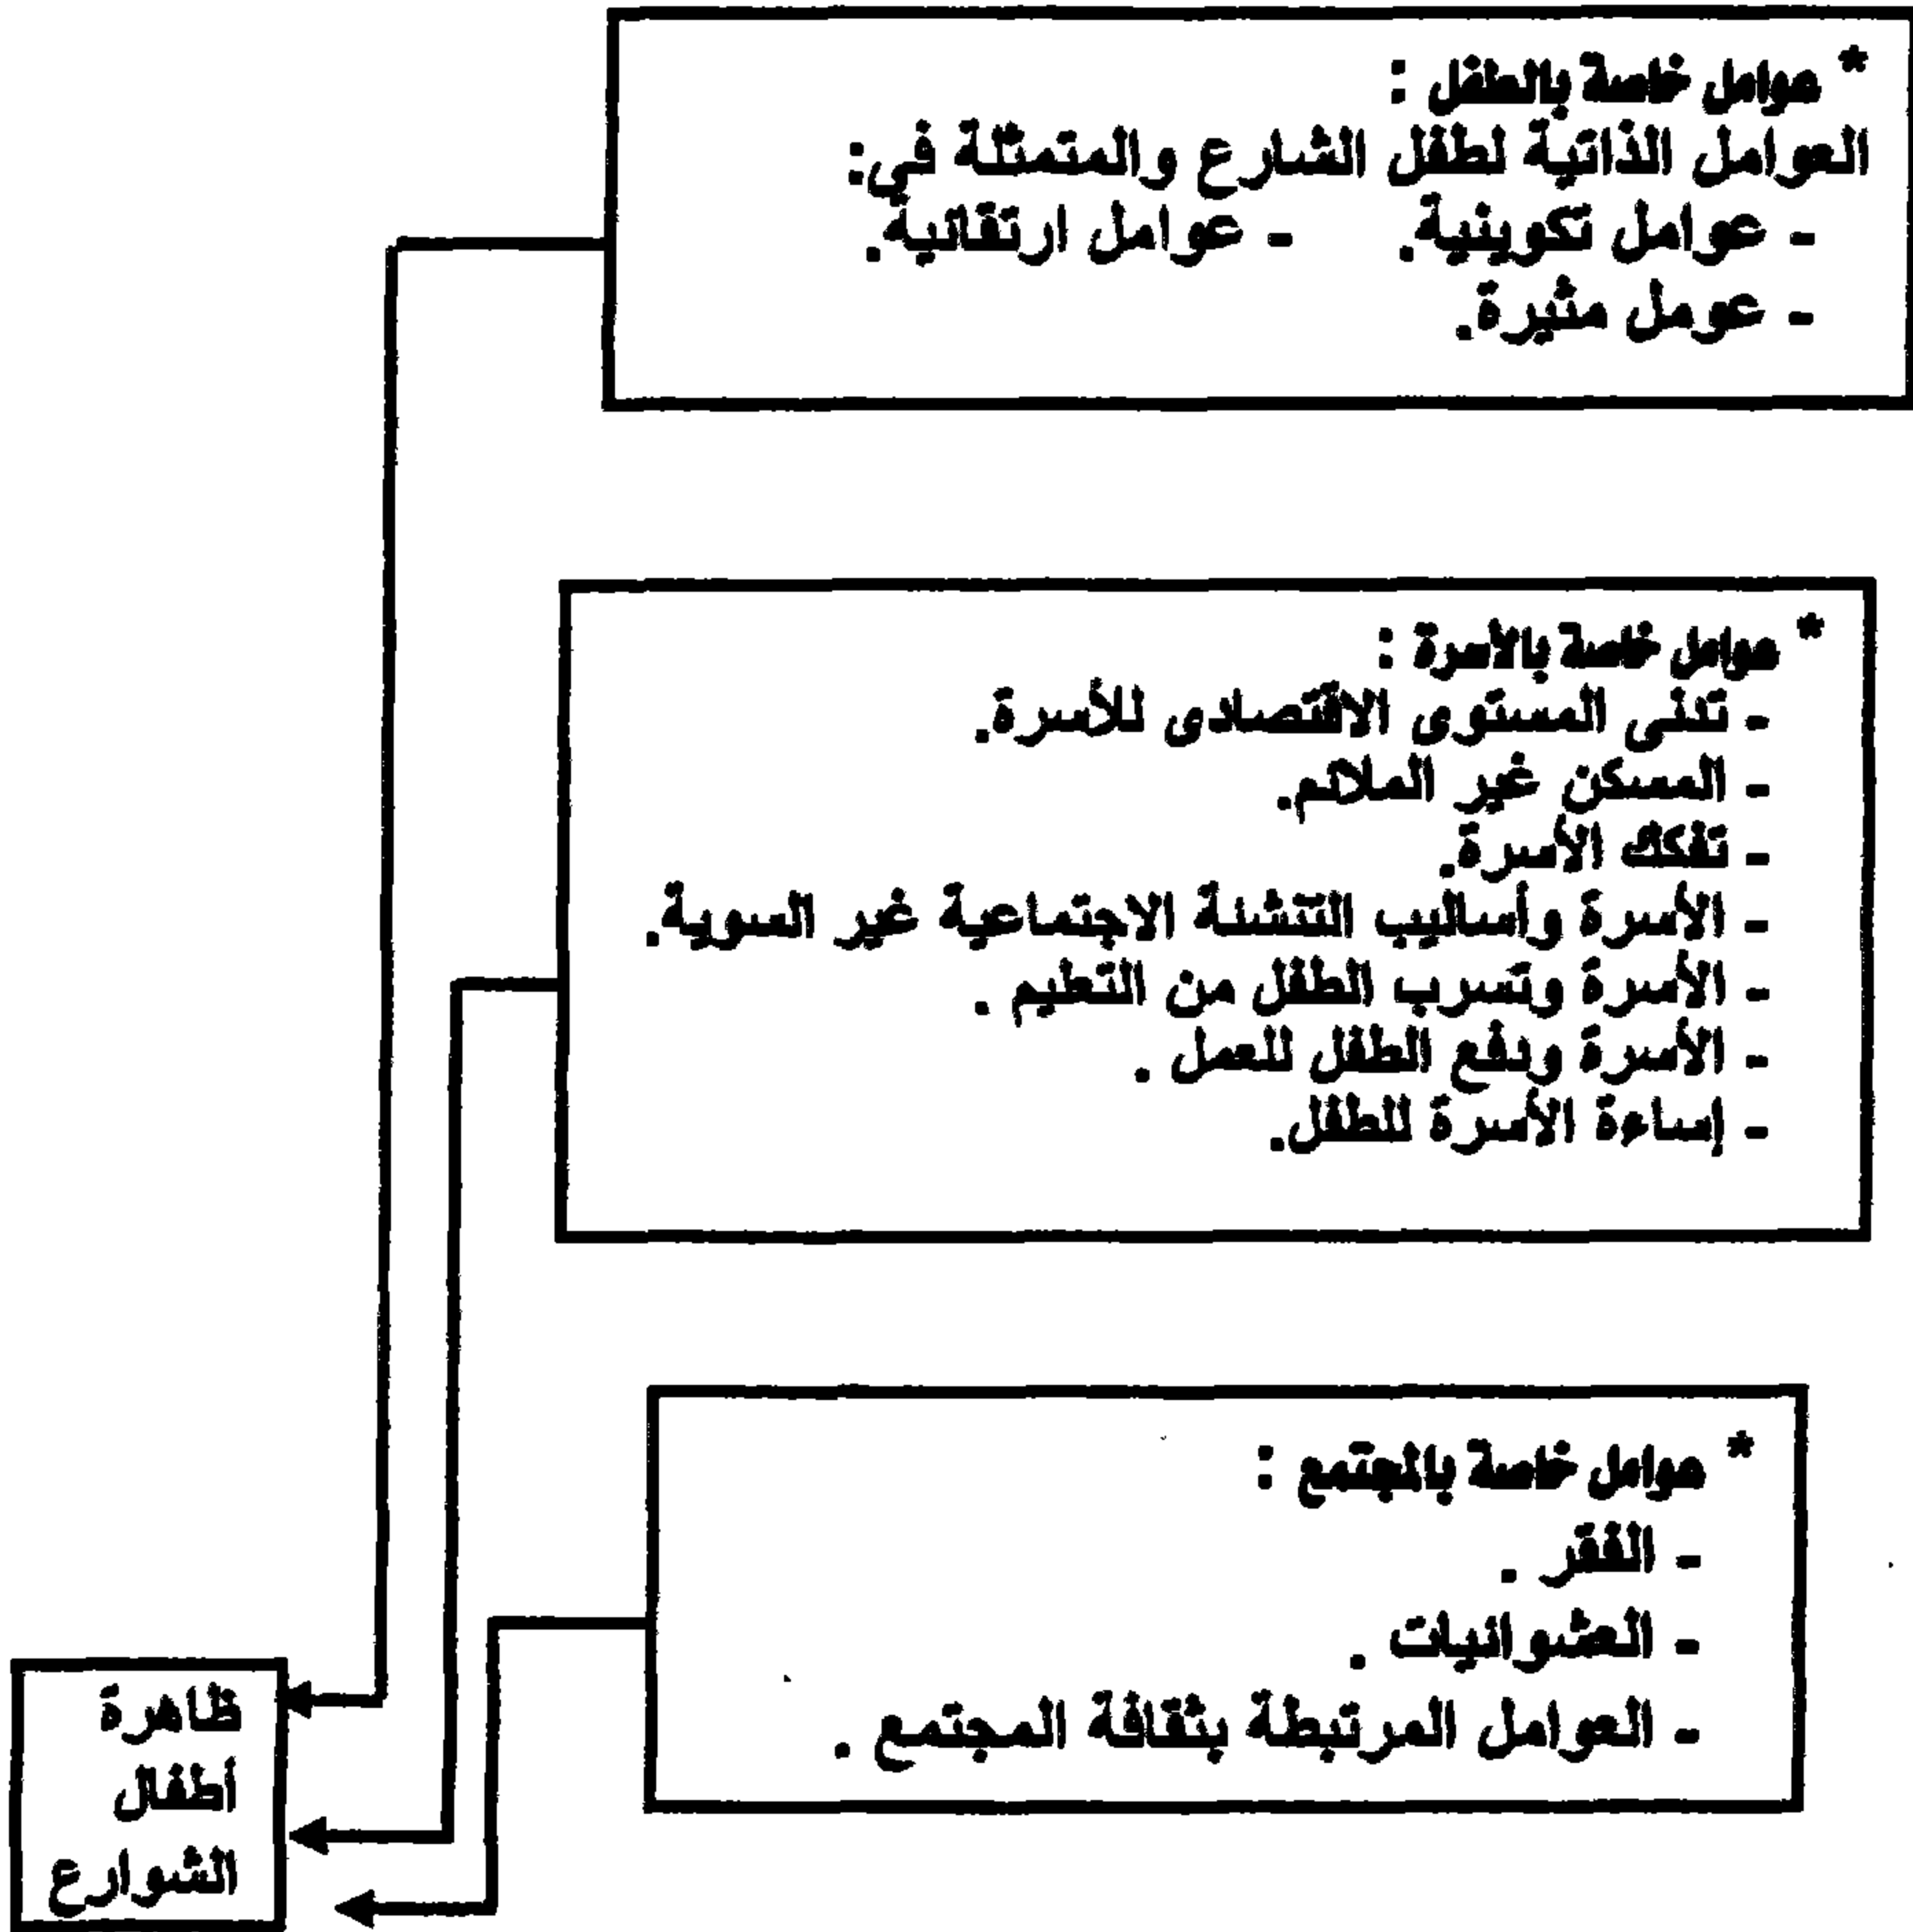 * عوامل خاصة بالطفل :
العوامل الذاتية لطفل الشارع والمتمثلة في:
- عوامل تكوينية. - عوامل ارتقائية.
- عومل مثيرة.
* عوامل خاصة بالأسرة :
- تدنى المستوى الاقتصادى للأسرة.
- المسكن غير الملائم.
- تفكك الأسرة.
- الأسرة وأساليب التنشئة الاجتماعية غير السوية.
- الأسرة وتسرب الطفل من التعليم .
- الأسرة ودفع الطفل للعمل .
- إساءة الأسرة للطفل.
* عوامل خاصة بالمجتمع :
- الفقر .
- العشوائيات .
- العوامل المرتبطة بثقافة المجتمع .
ظاهرة
أطفال
الشوارع